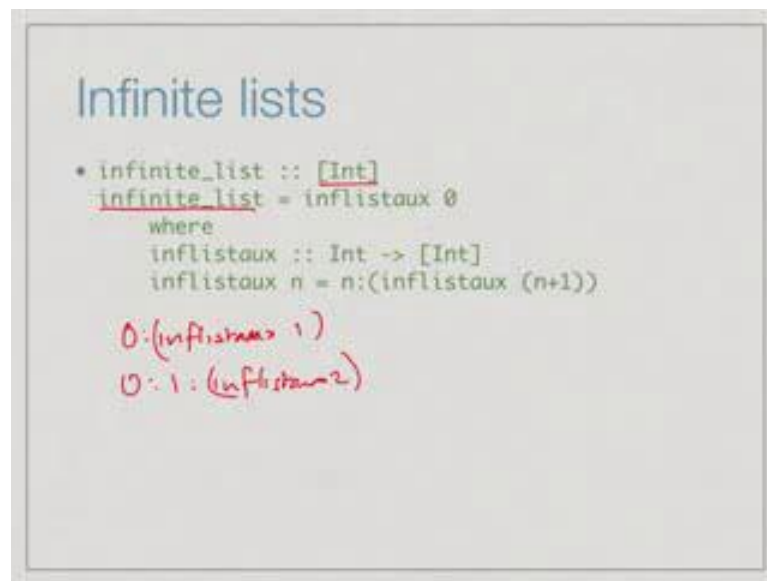 Infinite lists
• infinite_list :: [Int]
infinite_list = inflistaux 0
where
inflistaux :: Int -> [Int]
inflistaux n = n:(inflistaux (n+1))
0:(inflistaux 1)
0:1:(inflistaux 2)